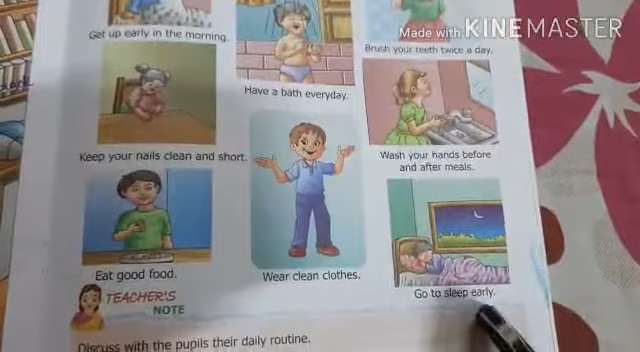 Made with KINEMASTER
Get up early in the morning.
Brush your teeth twice a day.
Have a bath everyday.
Keep your nails clean and short.
Wash your hands before
and after meals.
Eat good food.
Wear clean clothes.
Go to sleep early.
TEACHER'S
NOTE
Discuss with the pupils their daily routine.